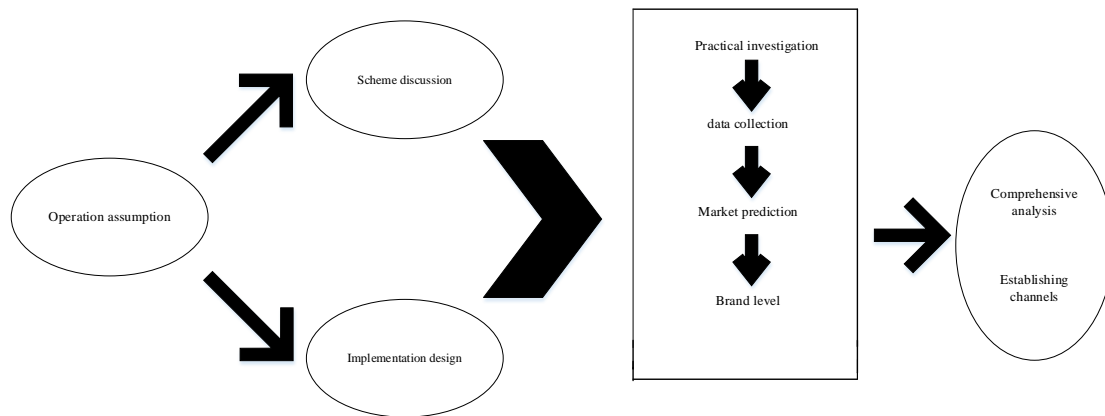 Operation assumption
Scheme discussion
Implementation design
Practical investigation
data collection
Market prediction
Brand level
Comprehensive
analysis
Establishing
channels